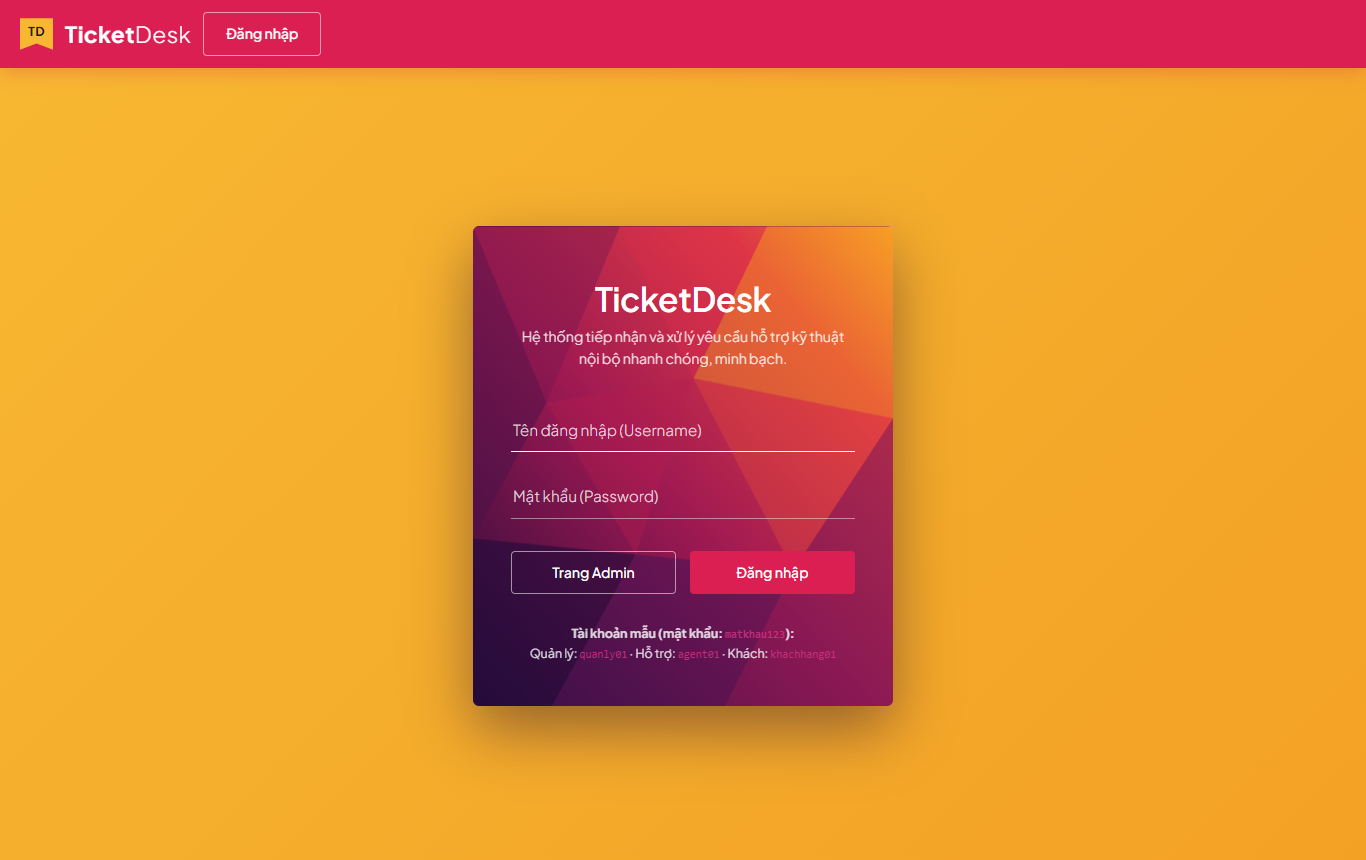 TD TicketDesk Đăng nhập
TicketDesk
Hệ thống tiếp nhận và xử lý yêu cầu hỗ trợ kỹ thuật
nội bộ nhanh chóng, minh bạch.
Tên đăng nhập (Username)
Mật khẩu (Password)
Trang Admin Đăng nhập
Tài khoản mẫu (mật khẩu: matkhau123):
Quản lý: quanly01 · Hỗ trợ: agent01 · Khách: khachhang01